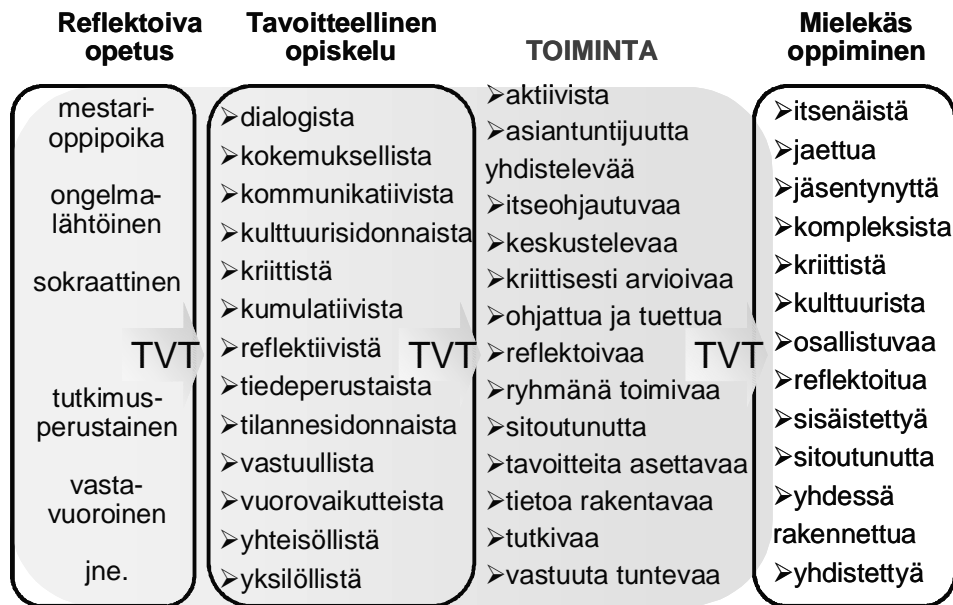 Reflektoiva
opetus
mestari-
oppipoika
ongelma-
lähtöinen
sokraattinen
TVT
tutkimus-
perustainen
vasta-
vuoroinen
jne.
Tavoitteellinen
opiskelu
➢dialogista
➢kokemuksellista
➢kommunikatiivista
➢kulttuurisidonnaista
➢kriittistä
➢kumulatiivista
➢reflektiivistä
➢tiedeperustaista
➢tilannesidonnaista
➢vastuullista
➢vuorovaikutteista
➢yhteisöllistä
➢yksilöllistä
TVT
TOIMINTA
➢aktiivista
➢asiantuntijuutta
yhdistelevää
➢itseohjautuvaa
➢keskustelevaa
➢kriittisesti arvioivaa
➢ohjattua ja tuettua
➢reflektoivaa
➢ryhmänä toimivaa
➢sitoutunutta
➢tavoitteita asettavaa
➢tietoa rakentavaa
➢tutkivaa
➢vastuuta tuntevaa
TVT
Mielekäs
oppiminen
➢itsenäistä
➢jaettua
➢jäsentynyttä
➢kompleksista
➢kriittistä
➢kulttuurista
➢osallistuvaa
➢reflektoitua
➢sisäistettyä
➢sitoutunutta
➢yhdessä
rakennettua
➢yhdistettyä